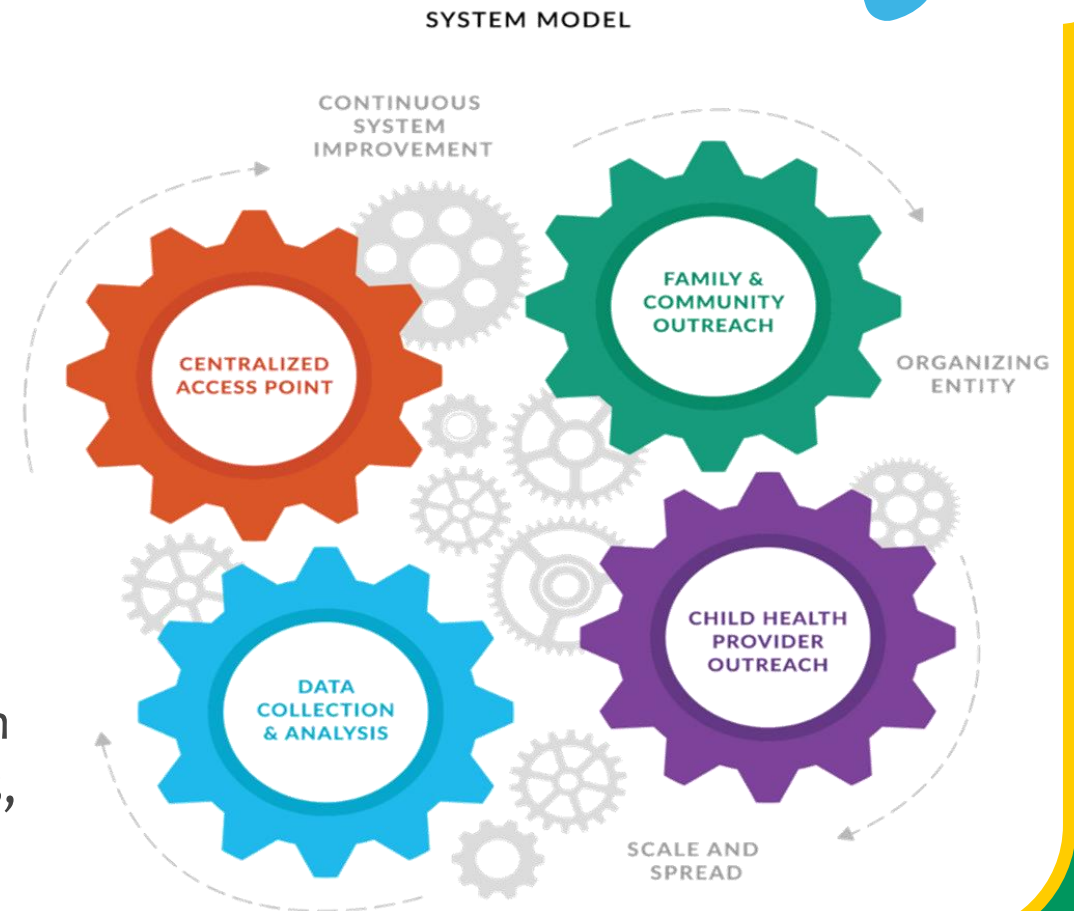 SYSTEM MODEL
CONTINUOUS
SYSTEM
IMPROVEMENT
FAMILY &
COMMUNITY
OUTREACH
CENTRALIZED
ACCESS POINT
ORGANIZING
ENTITY
CHILD HEALTH
PROVIDER
OUTREACH
DATA
COLLECTION
& ANALYSIS
SCALE AND
SPREAD